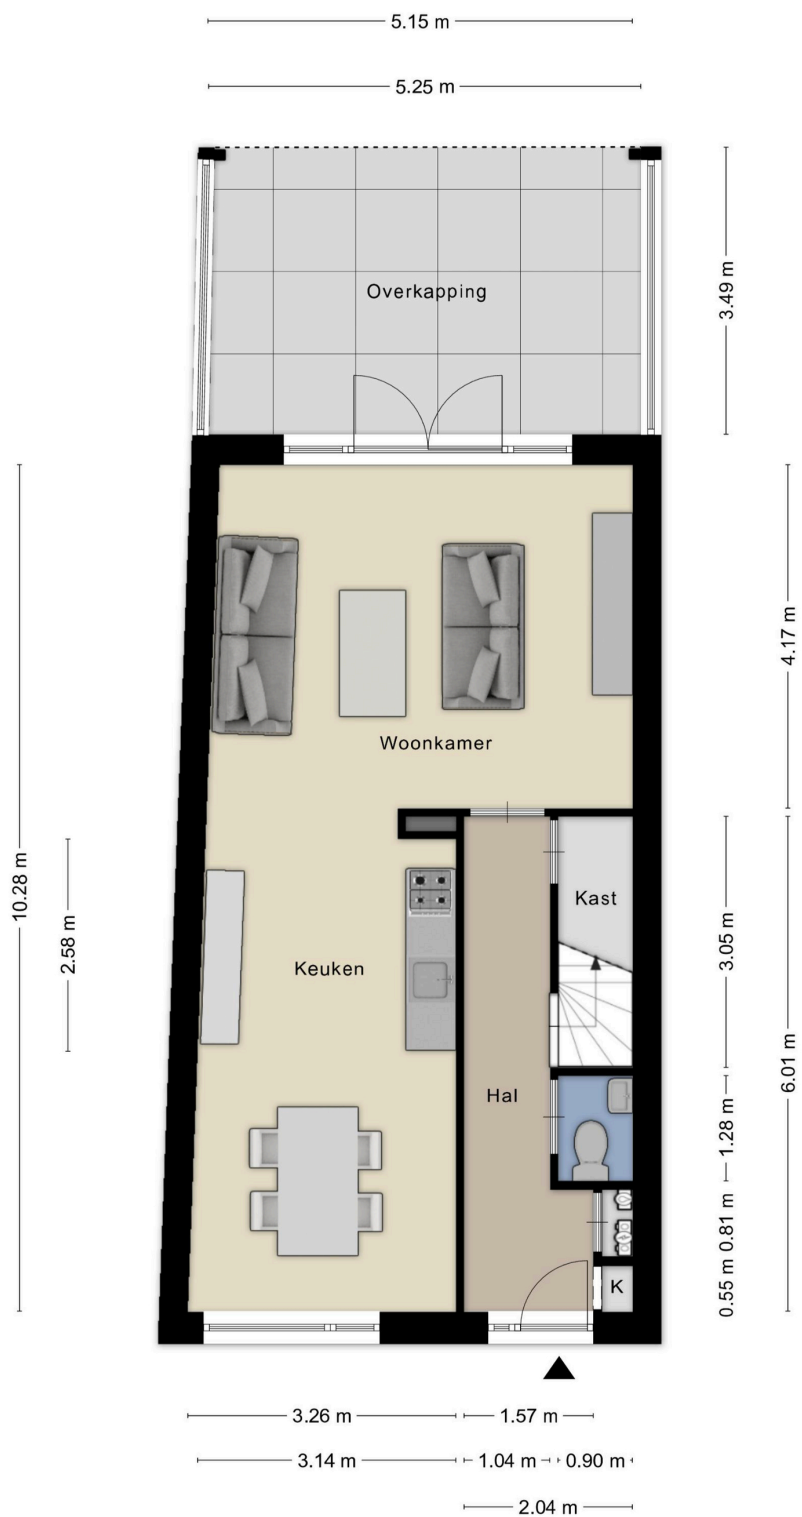 5.15 m
5.25 m
3.49 m
Overkapping
4.17 m
Woonkamer
10.28 m
2.58 m
Keuken
Kast
3.05 m
6.01 m
Hal
1.28 m
0.81 m
0.55 m
K
3.26 m
1.57 m
3.14 m
1.04 m
0.90 m
2.04 m